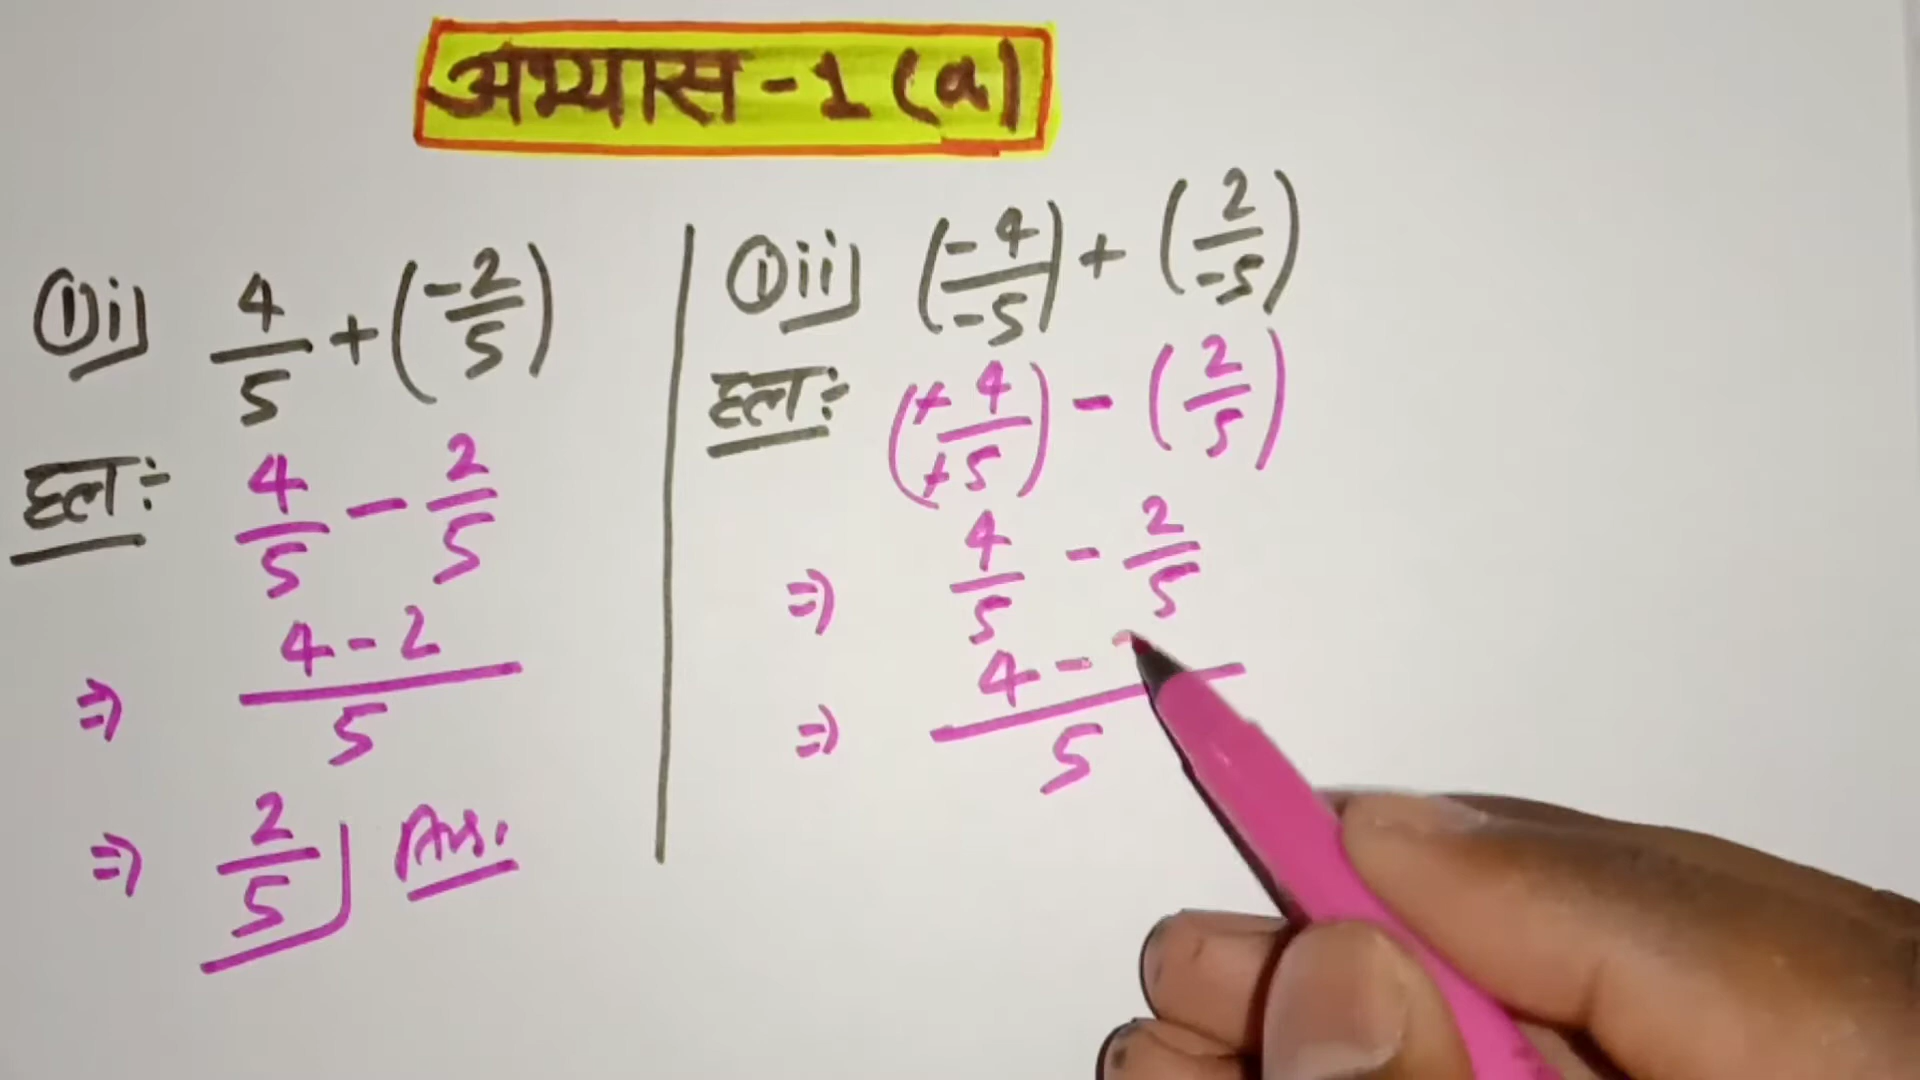 अभ्यास - 1 (a)
① i) 4/5 + (-2/5)
हल:- 4/5 - 2/5
⇒ 4-2/5
⇒ 2/5 Ans.
① ii) (-4/-5) + (2/-5)
हल:- (+4/+5) - (2/5)
⇒ 4/5 - 2/5
⇒ 4-/5